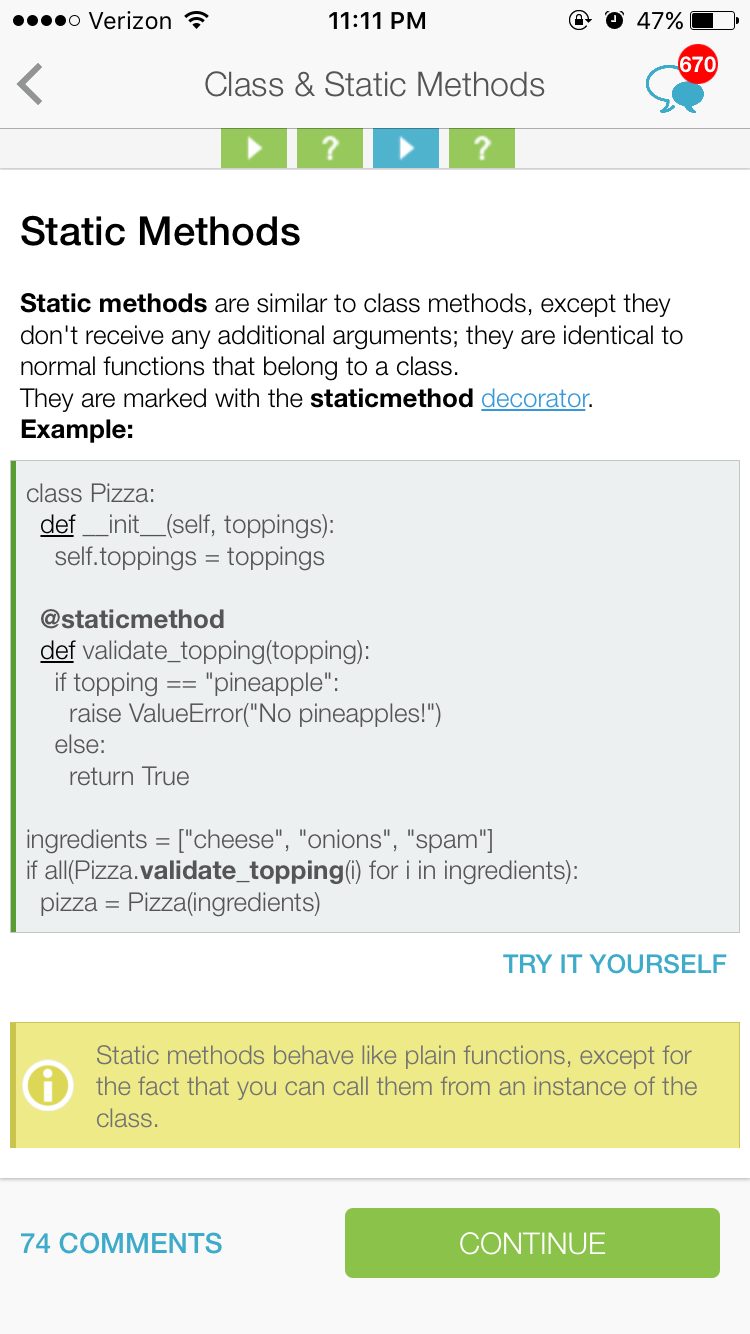 Verizon 11:11 PM 47%
Class & Static Methods 670
? ?
Static Methods
Static methods are similar to class methods, except they
don't receive any additional arguments; they are identical to
normal functions that belong to a class.
They are marked with the staticmethod decorator.
Example:
class Pizza:
def __init__(self, toppings):
self.toppings = toppings
@staticmethod
def validate_topping(topping):
if topping == "pineapple":
raise ValueError("No pineapples!")
else:
return True
ingredients = ["cheese", "onions", "spam"]
if all(Pizza.validate_topping(i) for i in ingredients):
pizza = Pizza(ingredients)
TRY IT YOURSELF
Static methods behave like plain functions, except for
the fact that you can call them from an instance of the
class.
74 COMMENTS CONTINUE